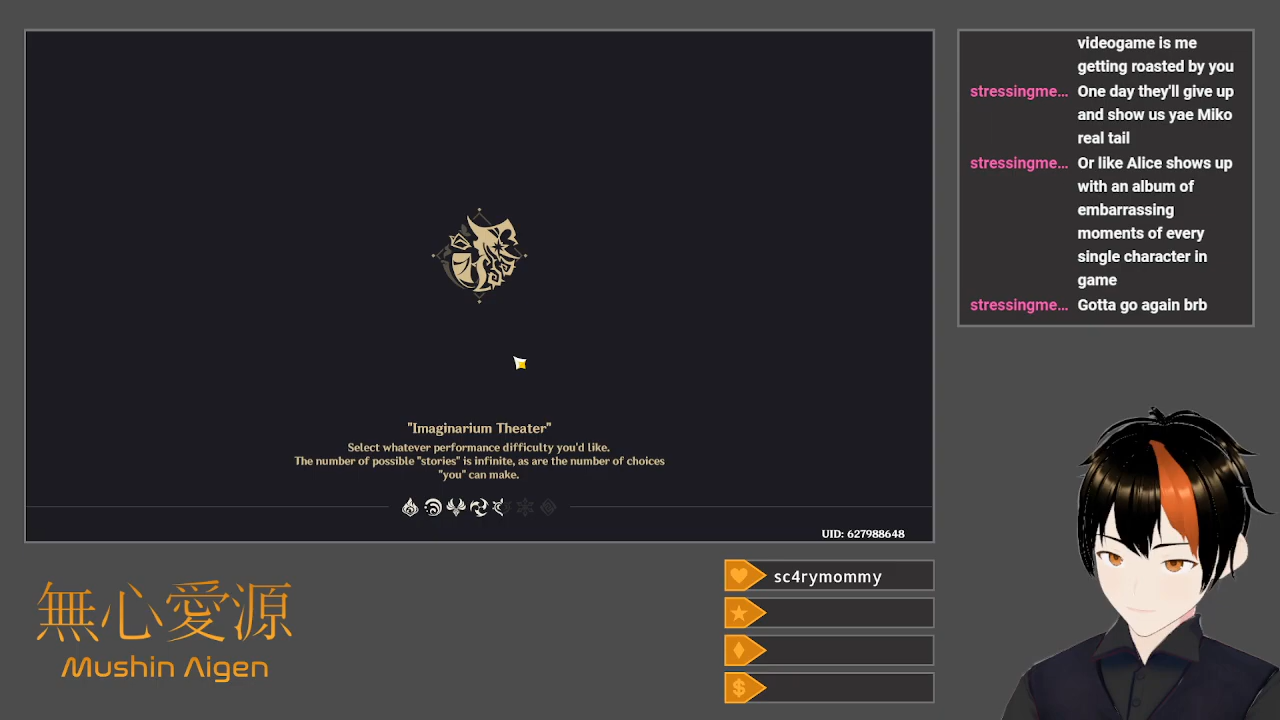 videogame is me
getting roasted by you
stressingme... One day they'll give up
and show us yae Miko
real tail
stressingme... Or like Alice shows up
with an album of
embarrassing
moments of every
single character in
game
stressingme... Gotta go again brb
"Imaginarium Theater"
Select whatever performance difficulty you'd like.
The number of possible "stories" is infinite, as are the number of choices
"you" can make.
UID: 627988648
無心愛源
Mushin Aigen
sc4rymommy